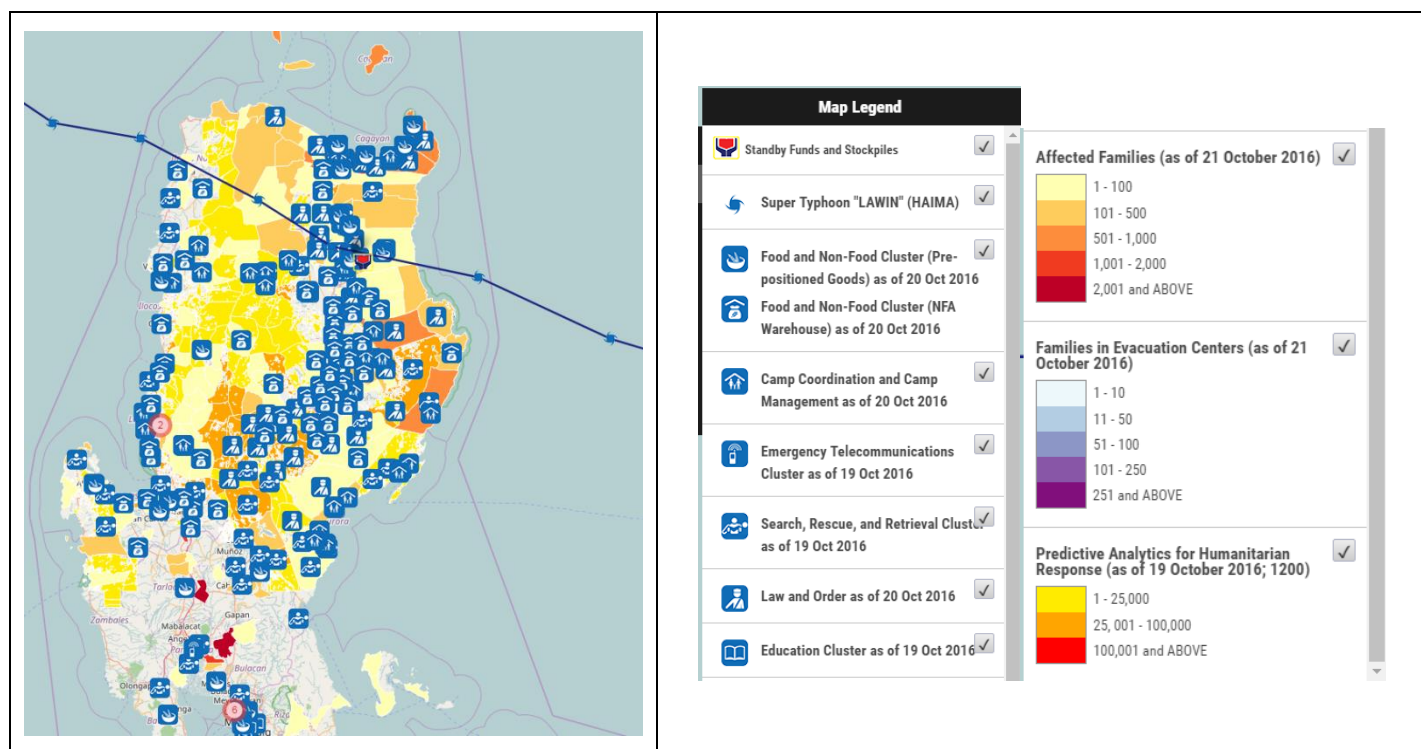 Cagayan
Cagayan
Ilocos
2
Aurora
Muñoz
Tarlac
Gapan
Zambales
Mabalacat
Bulacan
Olongapo
6
Rizal
Map Legend
Standby Funds and Stockpiles
Super Typhoon "LAWIN" (HAIMA)
Food and Non-Food Cluster (Pre-
positioned Goods) as of 20 Oct 2016
Food and Non-Food Cluster (NFA
Warehouse) as of 20 Oct 2016
Camp Coordination and Camp
Management as of 20 Oct 2016
Emergency Telecommunications
Cluster as of 19 Oct 2016
Search, Rescue, and Retrieval Cluster
as of 19 Oct 2016
Law and Order as of 20 Oct 2016
Education Cluster as of 19 Oct 2016
Affected Families (as of 21 October 2016)
1 - 100
101 - 500
501 - 1,000
1,001 - 2,000
2,001 and ABOVE
Families in Evacuation Centers (as of 21
October 2016)
1 - 10
11 - 50
51 - 100
101 - 250
251 and ABOVE
Predictive Analytics for Humanitarian
Response (as of 19 October 2016; 1200)
1 - 25,000
25, 001 - 100,000
100,001 and ABOVE